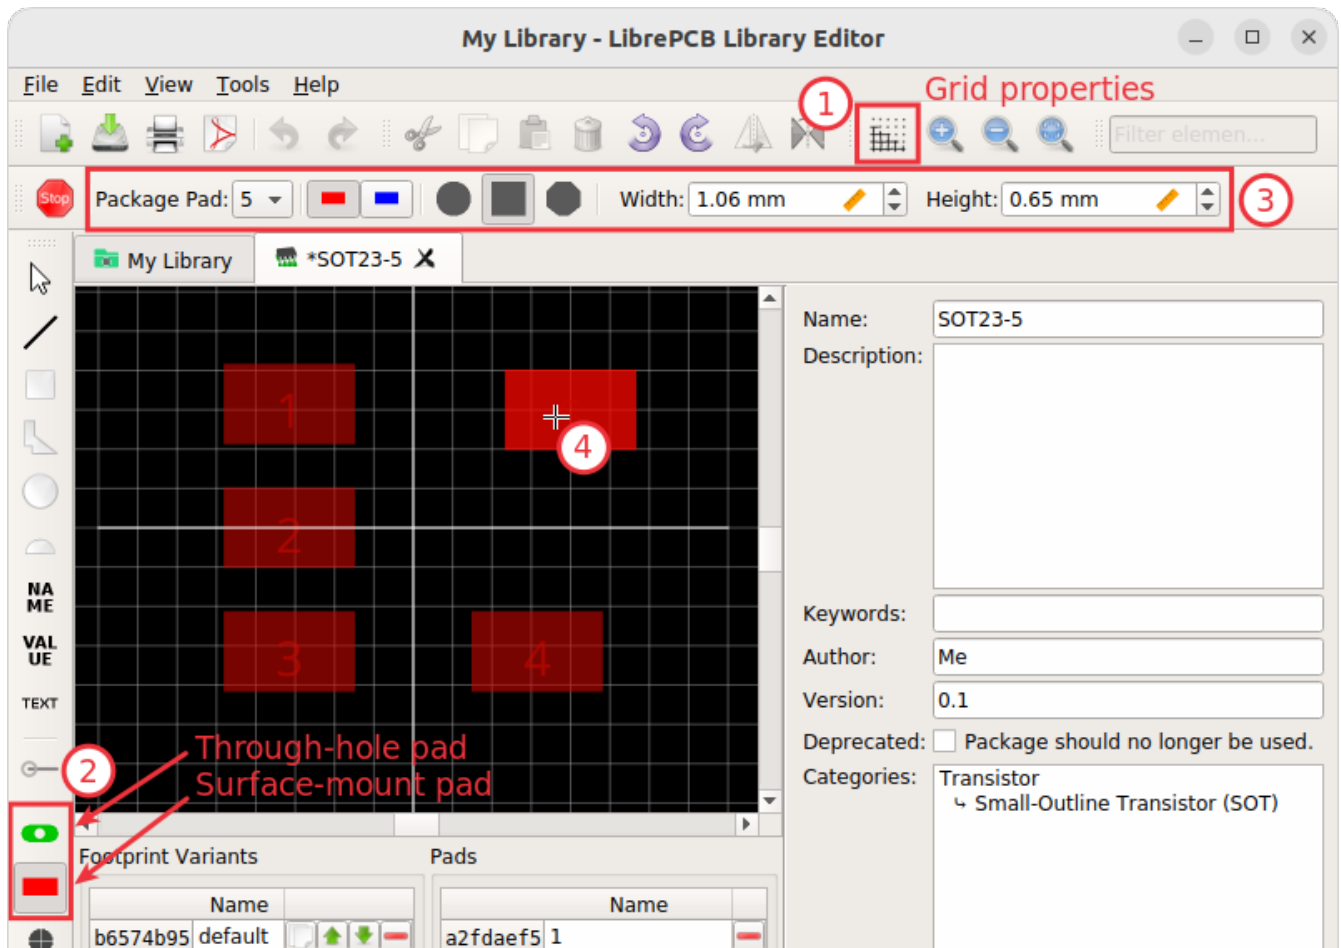 My Library - LibrePCB Library Editor
File Edit View Tools Help
1 Grid properties
Filter elemen...
Stop Package Pad: 5 Width: 1.06 mm Height: 0.65 mm 3
My Library *SOT23-5
Name: SOT23-5
Description:
1
4
2
3 4
NA
ME
VAL
UE
TEXT
Keywords:
Author: Me
Version: 0.1
Deprecated: Package should no longer be used.
Categories: Transistor
↳ Small-Outline Transistor (SOT)
2 Through-hole pad
Surface-mount pad
Footprint Variants Pads
Name Name
b6574b95 default a2fdaef5 1